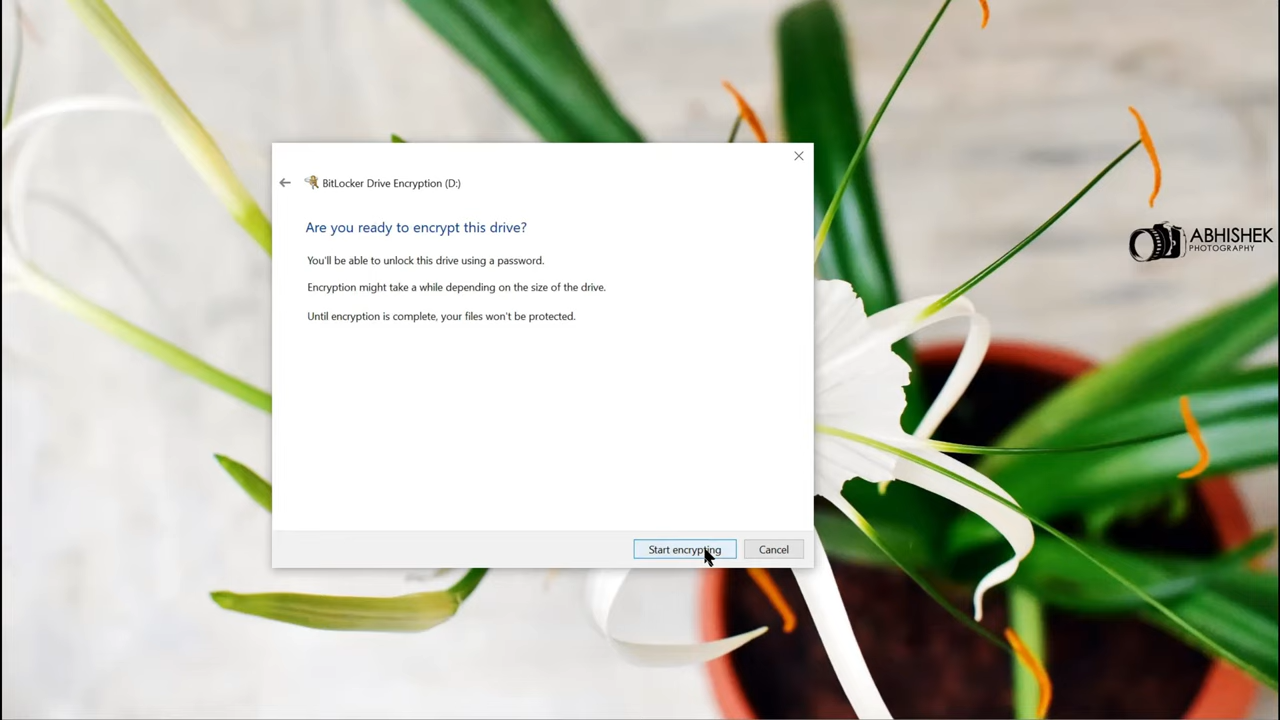 BitLocker Drive Encryption (D:)
Are you ready to encrypt this drive?
You'll be able to unlock this drive using a password.
Encryption might take a while depending on the size of the drive.
Until encryption is complete, your files won't be protected.
Start encrypting
Cancel
ABHISHEK
PHOTOGRAPHY